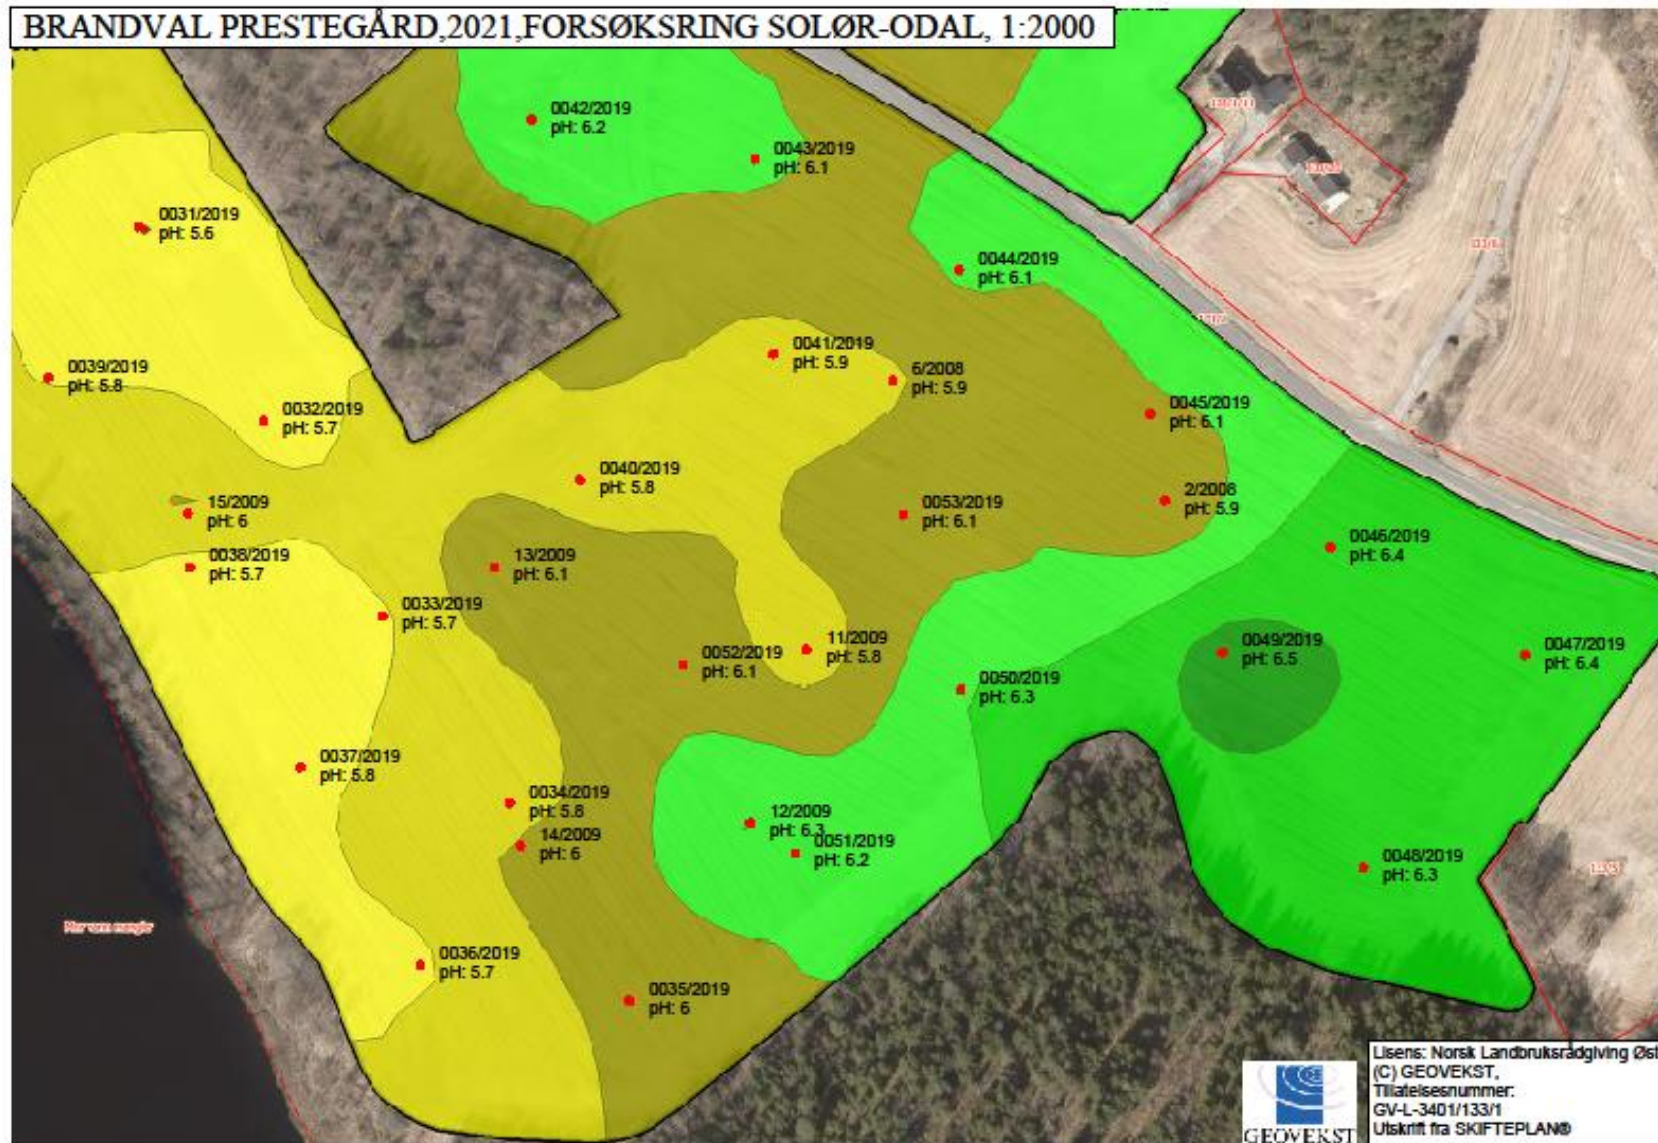 BRANDVAL PRESTEGÅRD,2021,FORSØKSRING SOLØR-ODAL, 1:2000
0042/2019
pH: 6.2
0043/2019
pH: 6.1
0031/2019
pH: 5.6
0044/2019
pH: 6.1
0039/2019
pH: 5.8
0041/2019
pH: 5.9
6/2008
pH: 5.9
0032/2019
pH: 5.7
0045/2019
pH: 6.1
0040/2019
pH: 5.8
15/2009
pH: 6
0053/2019
pH: 6.1
2/2008
pH: 5.9
0038/2019
pH: 5.7
13/2009
pH: 6.1
0046/2019
pH: 6.4
0033/2019
pH: 5.7
0052/2019
pH: 6.1
11/2009
pH: 5.8
0049/2019
pH: 6.5
0047/2019
pH: 6.4
0050/2019
pH: 6.3
0037/2019
pH: 5.8
0034/2019
pH: 5.8
14/2009
pH: 6
12/2009
pH: 6.3
0051/2019
pH: 6.2
0048/2019
pH: 6.3
0036/2019
pH: 5.7
0035/2019
pH: 6
GEOVEKST
Lisens: Norsk Landbruksrådgiving Øst
(C) GEOVEKST,
Tillatelsesnummer:
GV-L-3401/133/1
Utskrift fra SKIFTEPLAN®